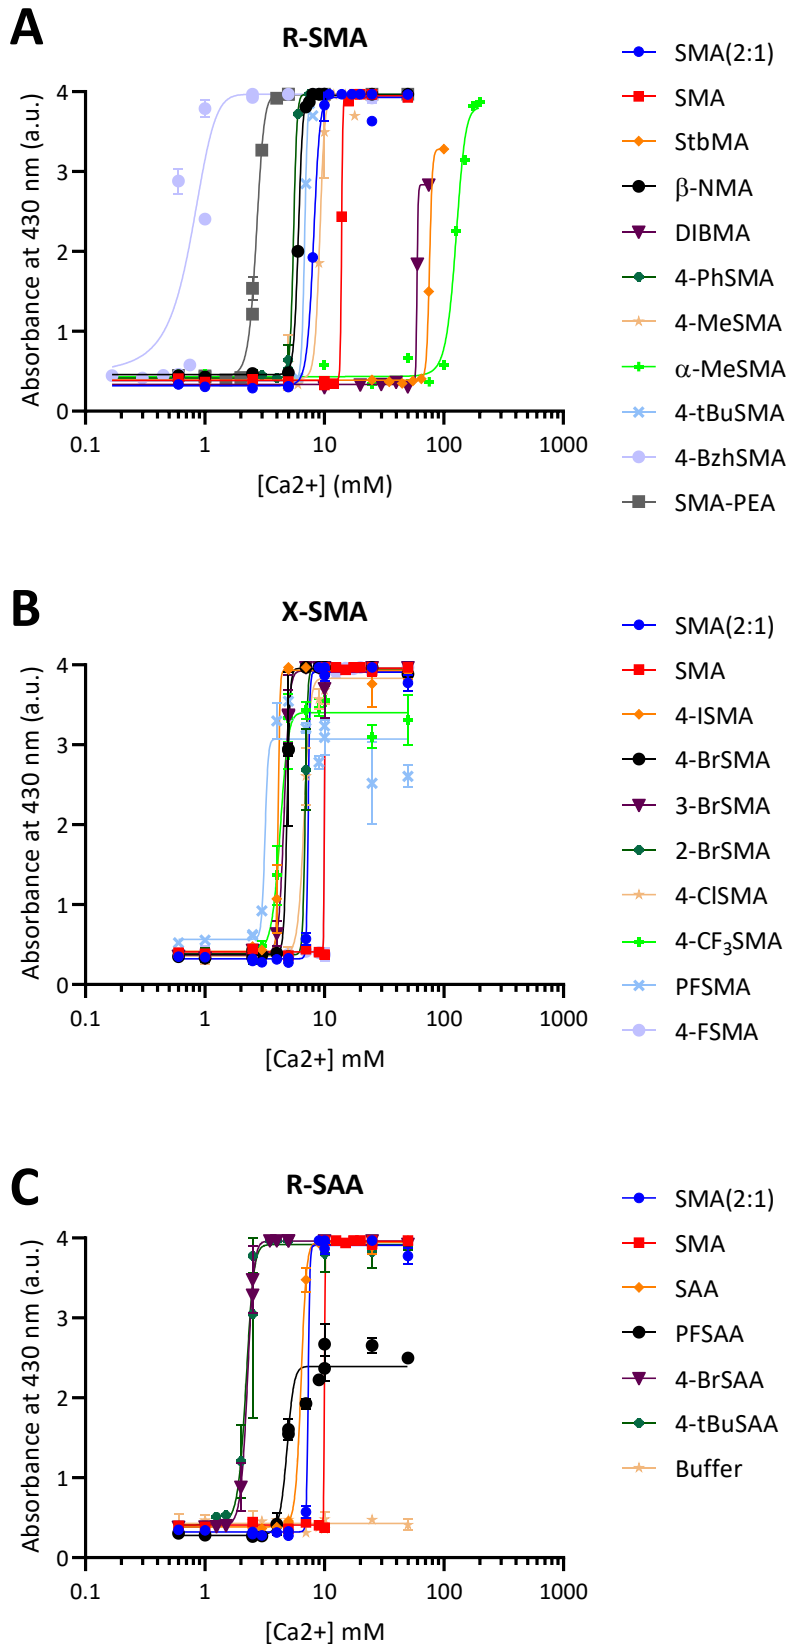 A
R-SMA
Absorbance at 430 nm (a.u.)
4
3
2
1
0
0.1
1
10
100
1000
[Ca2+] (mM)
SMA(2:1)
SMA
StbMA
β-NMA
DIBMA
4-PhSMA
4-MeSMA
α-MeSMA
4-tBuSMA
4-BzhSMA
SMA-PEA
B
X-SMA
Absorbance at 430 nm (a.u.)
4
3
2
1
0
0.1
1
10
100
1000
[Ca2+] mM
SMA(2:1)
SMA
4-ISMA
4-BrSMA
3-BrSMA
2-BrSMA
4-ClSMA
4-CF₃SMA
PFSMA
4-FSMA
C
R-SAA
Absorbance at 430 nm (a.u.)
4
3
2
1
0
0.1
1
10
100
1000
[Ca2+] mM
SMA(2:1)
SMA
SAA
PFSAA
4-BrSAA
4-tBuSAA
Buffer